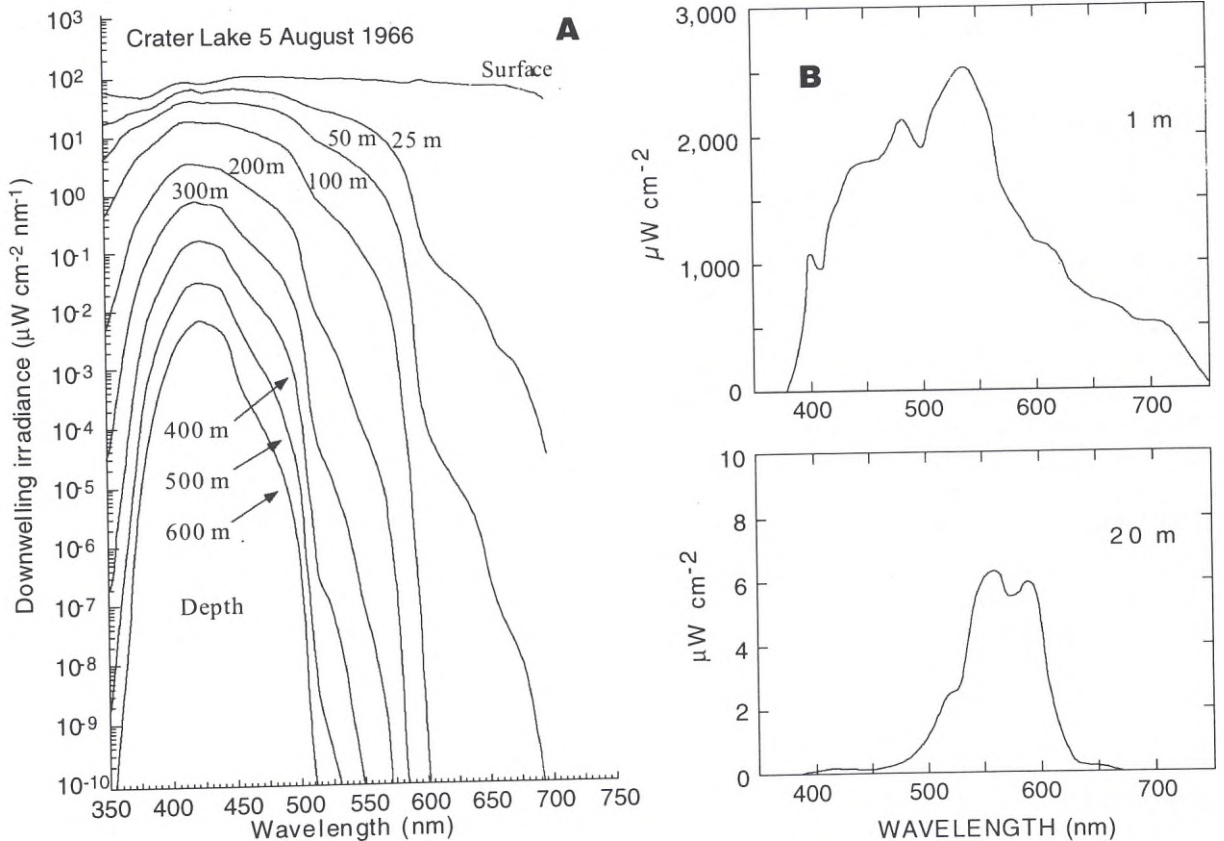 Crater Lake 5 August 1966
A
Surface
50 m
25 m
200m
100 m
300m
400 m
500 m
600 m
Depth
10³
10²
10¹
10⁰
10⁻¹
10⁻²
10⁻³
10⁻⁴
10⁻⁵
10⁻⁶
10⁻⁷
10⁻⁸
10⁻⁹
10⁻¹⁰
Downwelling irradiance (µW cm⁻² nm⁻¹)
350 400 450 500 550 600 650 700 750
Wavelength (nm)
B
1 m
3,000
2,000
1,000
0
µW cm⁻²
400 500 600 700
20 m
10
8
6
4
2
0
µW cm⁻²
400 500 600 700
WAVELENGTH (nm)